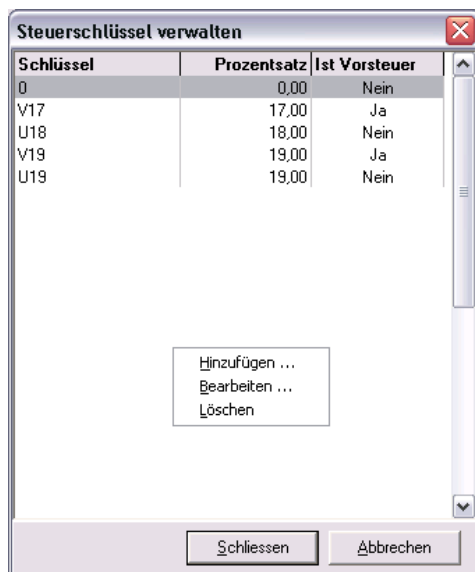 Steuerschlüssel verwalten
Schlüssel Prozentsatz Ist Vorsteuer
0 0,00 Nein
V17 17,00 Ja
U18 18,00 Nein
V19 19,00 Ja
U19 19,00 Nein
Hinzufügen ...
Bearbeiten ...
Löschen
Schliessen Abbrechen